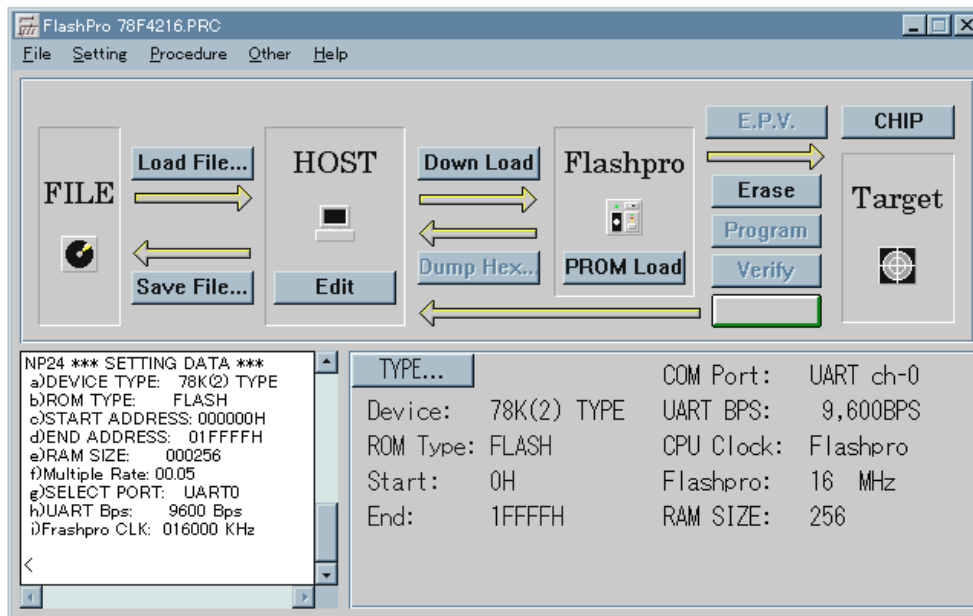 FlashPro 78F4216.PRC
File Setting Procedure Other Help
E.P.V. CHIP
FILE
Load File...
Save File...
HOST
Edit
Down Load
Dump Hex...
Flashpro
PROM Load
Erase
Program
Verify
Target
NP24 *** SETTING DATA ***
a)DEVICE TYPE: 78K(2) TYPE
b)ROM TYPE: FLASH
c)START ADDRESS: 000000H
d)END ADDRESS: 01FFFFH
e)RAM SIZE: 000256
f)Multiple Rate: 00.05
g)SELECT PORT: UART0
h)UART Bps: 9600 Bps
i)Frashpro CLK: 016000 KHz
<
TYPE...
Device: 78K(2) TYPE
ROM Type: FLASH
Start: 0H
End: 1FFFFH
COM Port: UART ch-0
UART BPS: 9,600BPS
CPU Clock: Flashpro
Flashpro: 16 MHz
RAM SIZE: 256